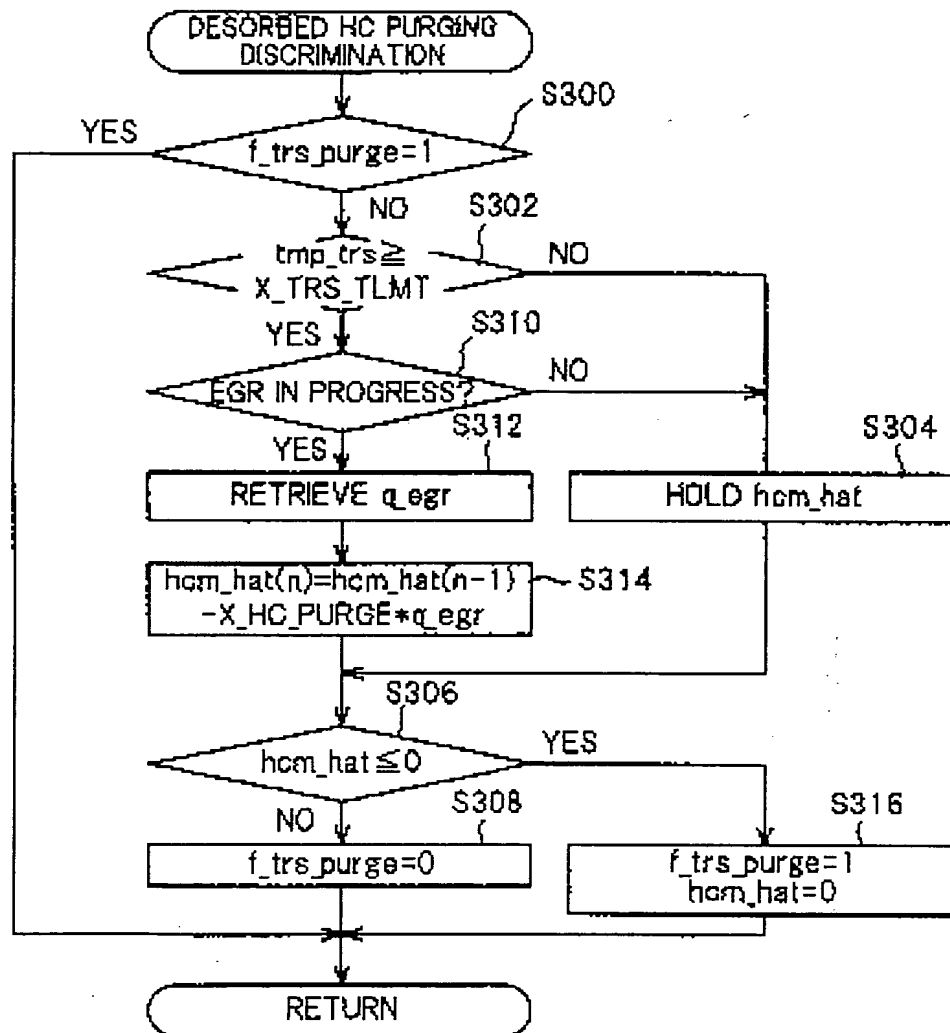 DESORBED HC PURGING
DISCRIMINATION
S300
YES
f_trs_purge=1
NO
S302
tmp_trs≧
X_TRS_TLMT
NO
YES
S310
EGR IN PROGRESS?
NO
YES
S312
S304
RETRIEVE q_egr
HOLD hcm_hat
hcm_hat(n)=hcm_hat(n-1)
-X_HC_PURGE*q_egr
S314
S306
hcm_hat≦0
YES
NO
S308
S316
f_trs_purge=0
f_trs_purge=1
hcm_hat=0
RETURN